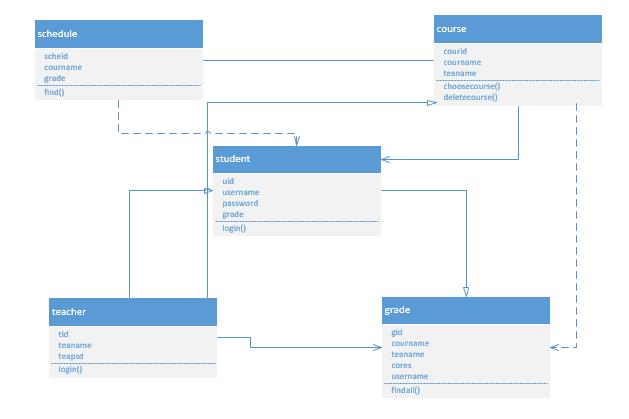 schedule
scheid
courname
grade
find()
course
courid
courname
teaname
choosecourse()
deletecourse()
student
uid
username
password
grade
login()
teacher
tid
teaname
teapsd
login()
grade
gid
courname
teaname
cores
username
findall()